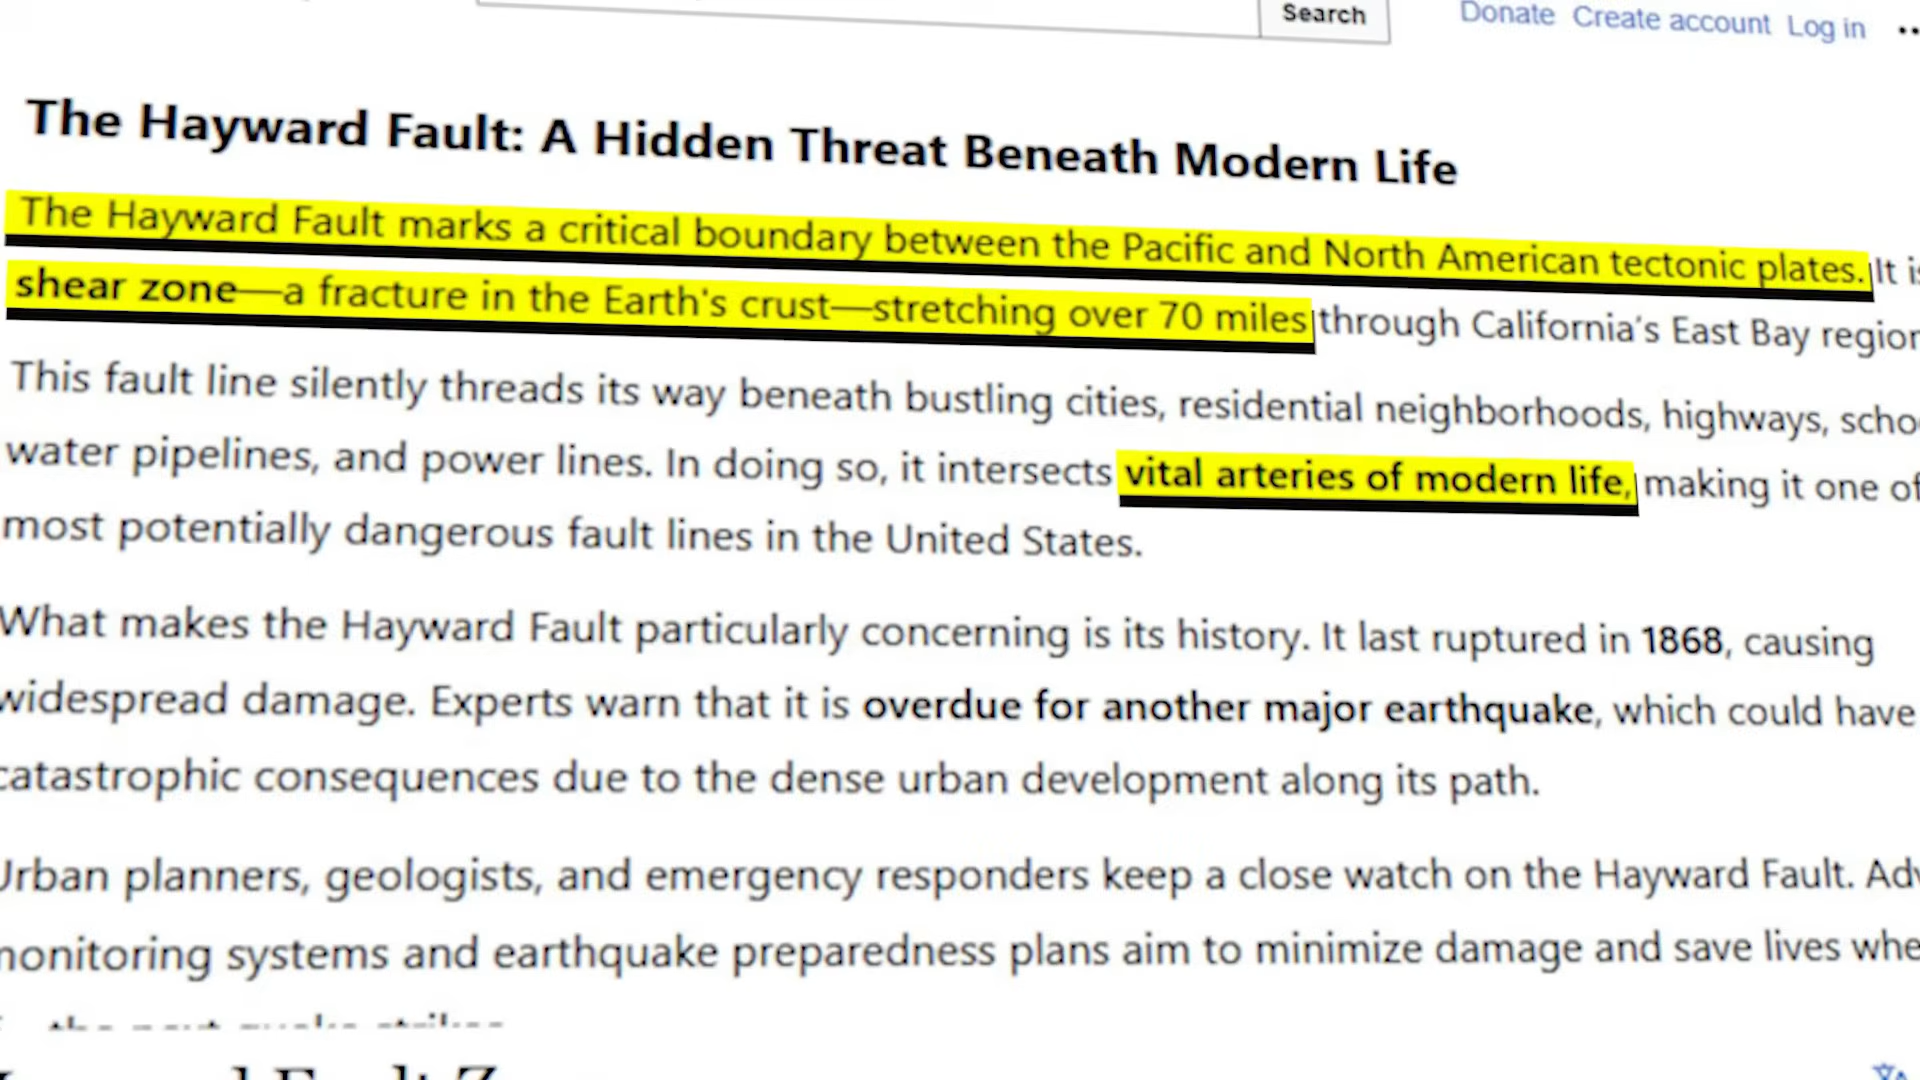 Search
Donate Create account Log in
The Hayward Fault: A Hidden Threat Beneath Modern Life
The Hayward Fault marks a critical boundary between the Pacific and North American tectonic plates. It
shear zone—a fracture in the Earth's crust—stretching over 70 miles through California's East Bay region
This fault line silently threads its way beneath bustling cities, residential neighborhoods, highways,
water pipelines, and power lines. In doing so, it intersects vital arteries of modern life, making it one of
most potentially dangerous fault lines in the United States.
What makes the Hayward Fault particularly concerning is its history. It last ruptured in 1868, causing
widespread damage. Experts warn that it is overdue for another major earthquake, which could have
catastrophic consequences due to the dense urban development along its path.
Urban planners, geologists, and emergency responders keep a close watch on the Hayward Fault.
monitoring systems and earthquake preparedness plans aim to minimize damage and save lives